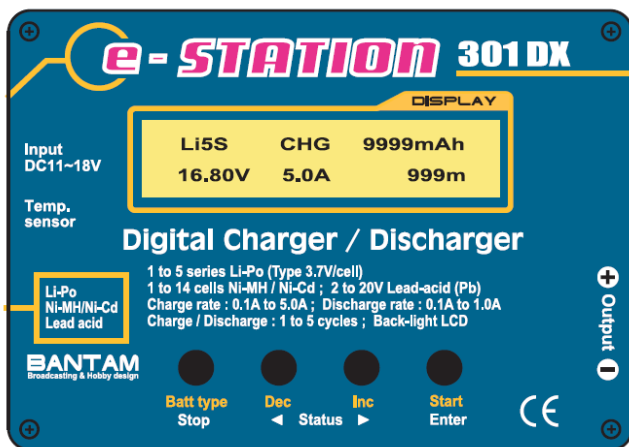 e - STATION 301 DX
DISPLAY
Li5S CHG 9999mAh
16.80V 5.0A 999m
Input
DC11~18V
Temp.
sensor
Digital Charger / Discharger
1 to 5 series Li-Po (Type 3.7V/cell)
1 to 14 cells Ni-MH / Ni-Cd ; 2 to 20V Lead-acid (Pb)
Charge rate : 0.1A to 5.0A ; Discharge rate : 0.1A to 1.0A
Charge / Discharge : 1 to 5 cycles ; Back-light LCD
Li-Po
Ni-MH/Ni-Cd
Lead acid
+ Output -
BANTAM
Broadcasting & Hobby design
Batt type Dec Inc Start
Stop ◄ Status ► Enter
CE